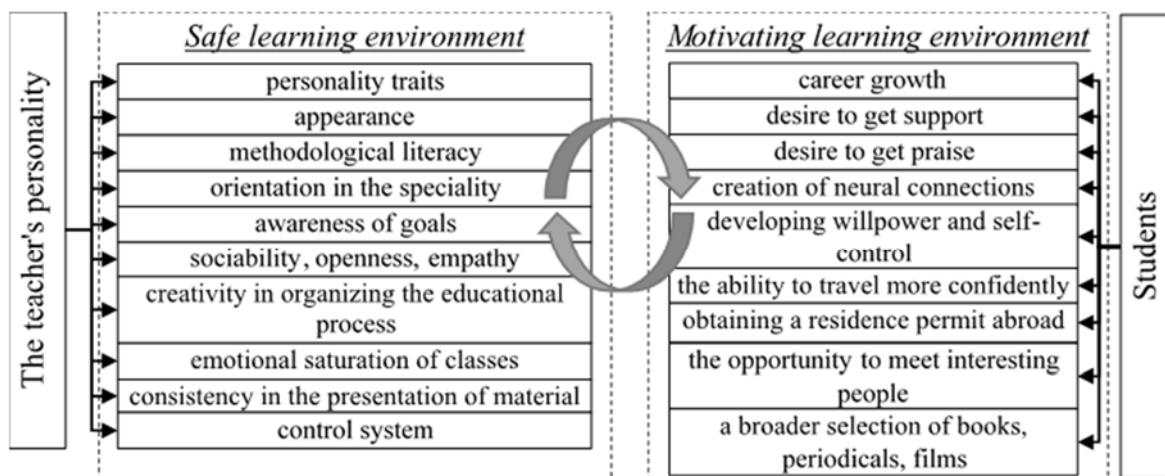 The teacher's personality
Safe learning environment
personality traits
appearance
methodological literacy
orientation in the speciality
awareness of goals
sociability, openness, empathy
creativity in organizing the educational
process
emotional saturation of classes
consistency in the presentation of material
control system
Motivating learning environment
career growth
desire to get support
desire to get praise
creation of neural connections
developing willpower and self-
control
the ability to travel more confidently
obtaining a residence permit abroad
the opportunity to meet interesting
people
a broader selection of books,
periodicals, films
Students